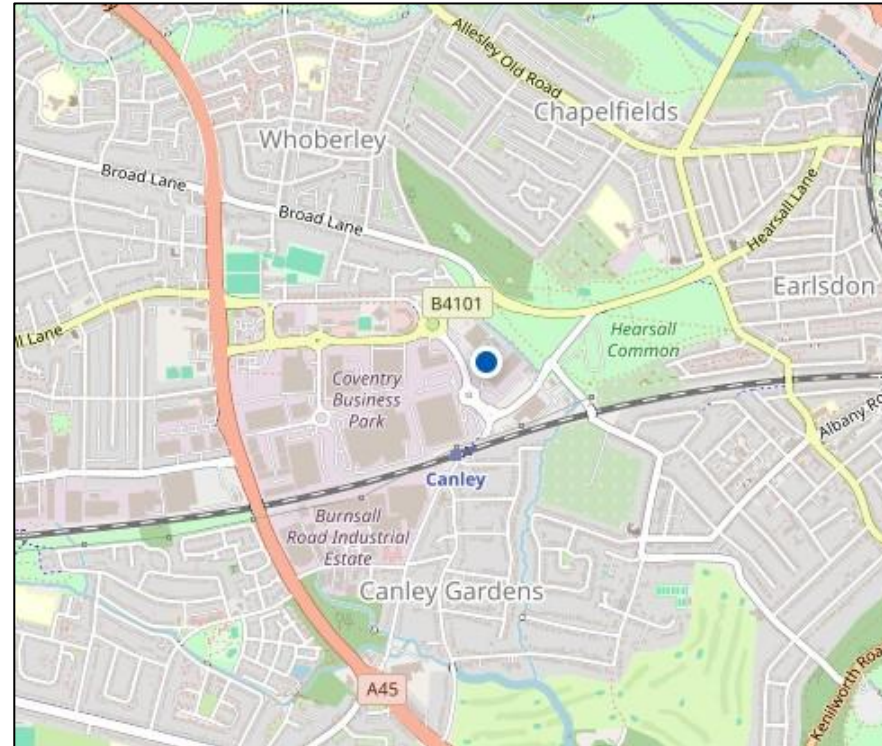 Allesley Old Road
Chapelfields
Whoberley
Broad Lane
Broad Lane
Hearsall Lane
Earlsdon
B4101
ll Lane
Hearsall
Common
Coventry
Business
Park
Albany Ro
Canley
Burnsall
Road Industrial
Estate
Canley Gardens
A45
Kenilworth Roa